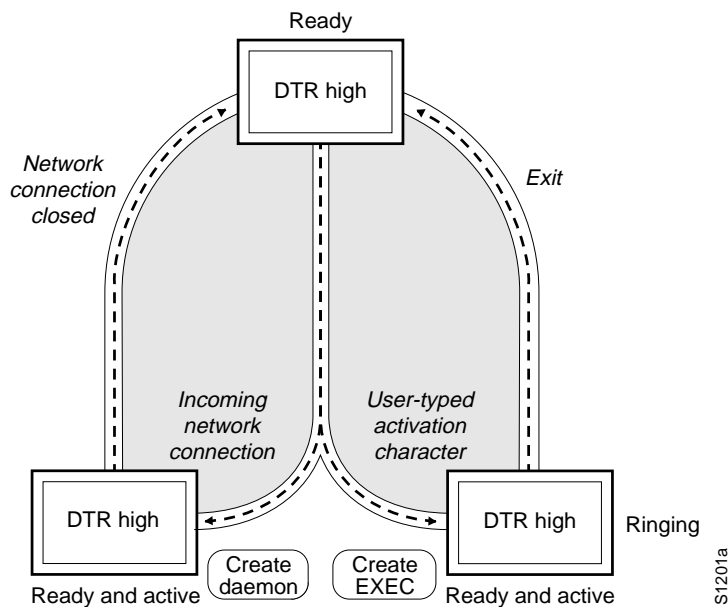 Ready
DTR high
Network
connection
closed
Exit
Incoming
network
connection
User-typed
activation
character
DTR high
DTR high
Ringing
Create
daemon
Create
EXEC
Ready and active
Ready and active
S1201a